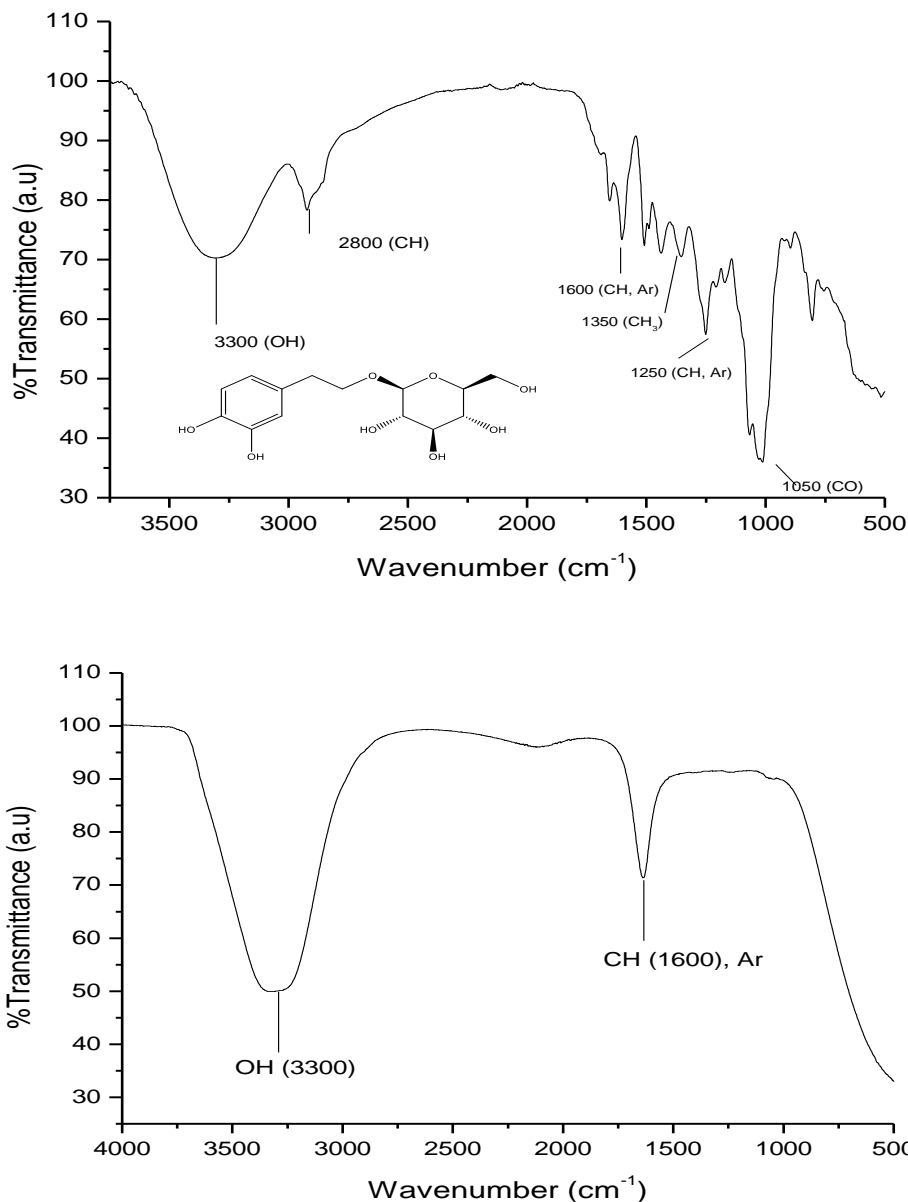 110
100
90
80
70
60
50
40
30
%Transmittance (a.u)
2800 (CH)
3300 (OH)
1600 (CH, Ar)
1350 (CH₃)
1250 (CH, Ar)
1050 (CO)
HO
OH
O
O
OH
HO
OH
OH
3500
3000
2500
2000
1500
1000
500
Wavenumber (cm⁻¹)
110
100
90
80
70
60
50
40
30
%Transmittance (a.u)
CH (1600), Ar
OH (3300)
4000
3500
3000
2500
2000
1500
1000
500
Wavenumber (cm⁻¹)